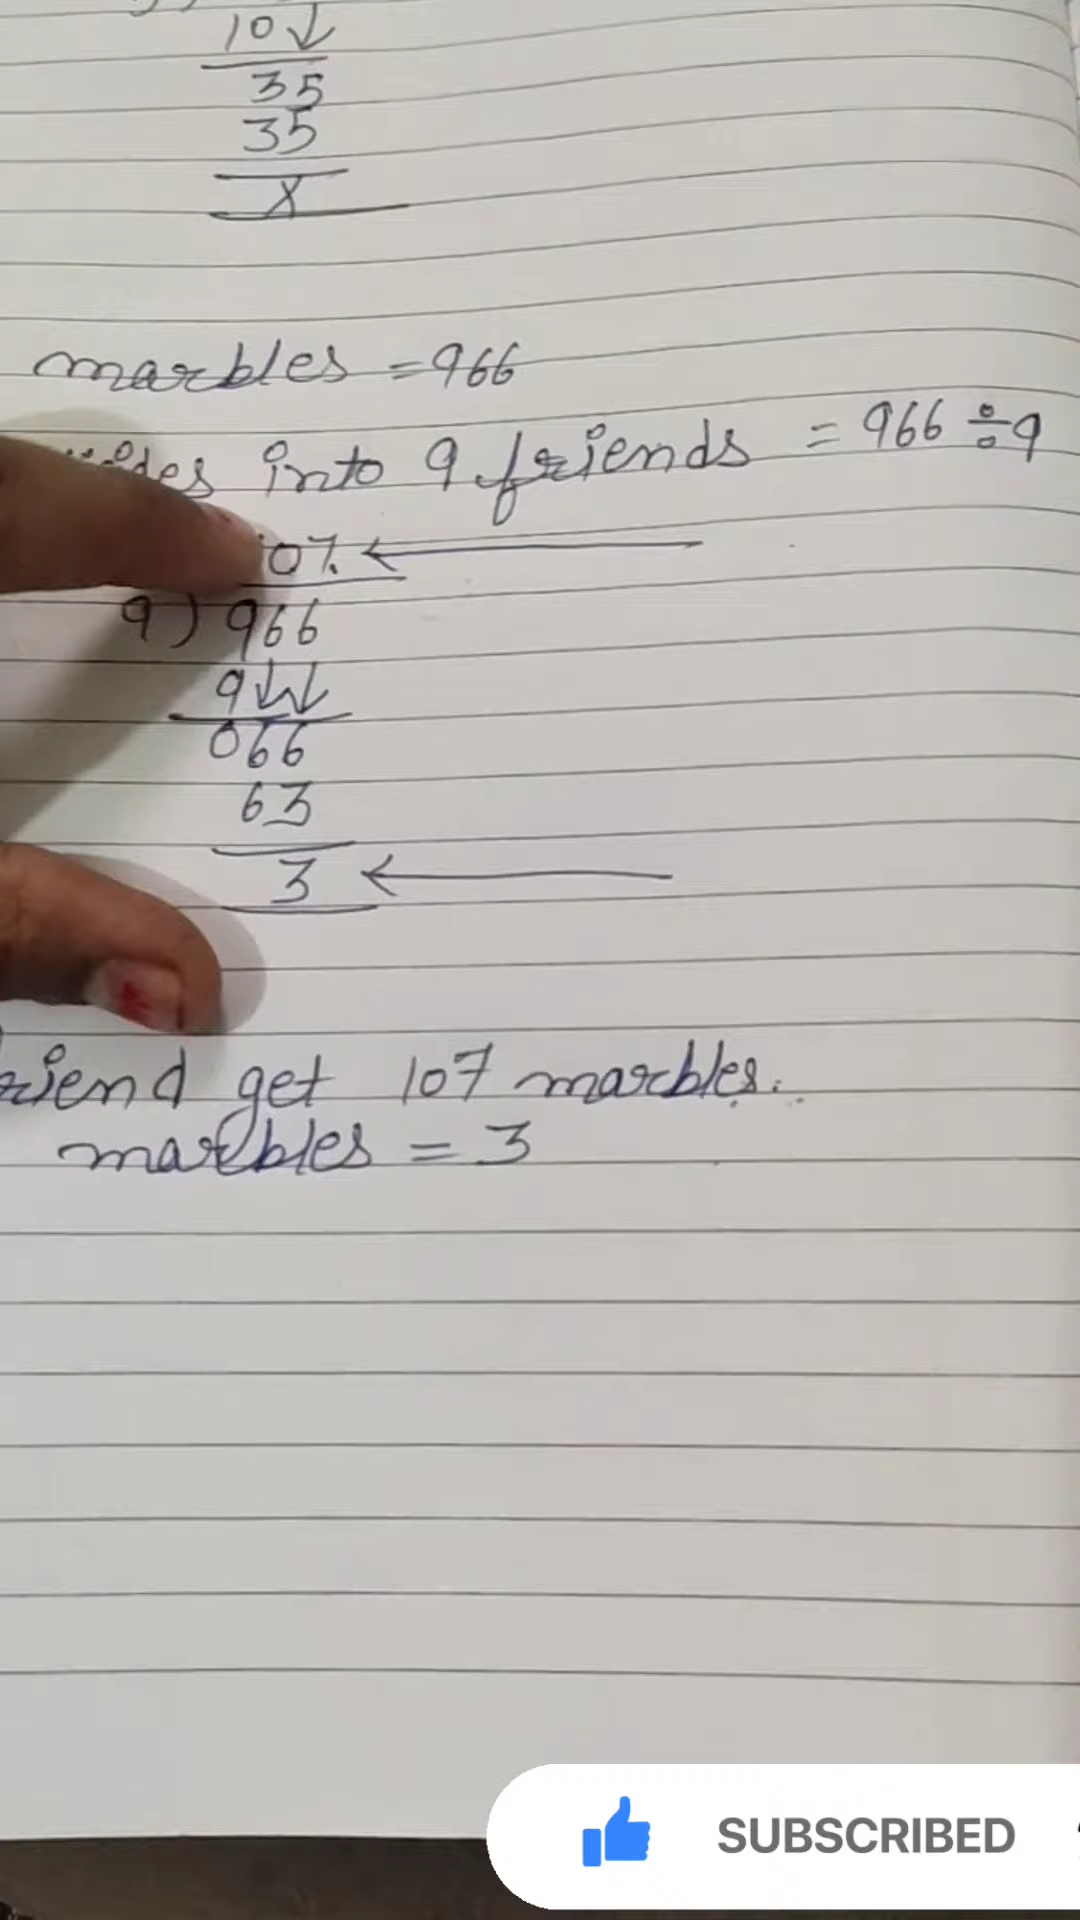 10↓
35
35
x
marbles = 966
into 9 friends = 966 ÷ 9
07. ←
9 ) 966
9↓↓
066
63
3 ←
get 107 marbles.
marbles = 3
SUBSCRIBED